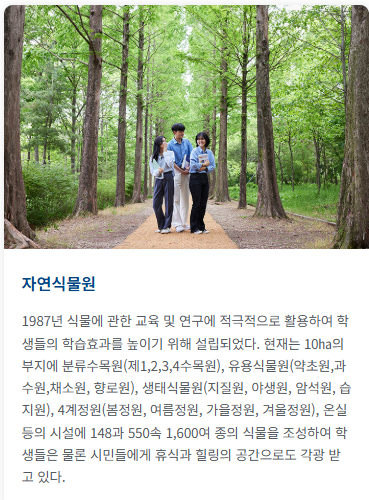 자연식물원
1987년 식물에 관한 교육 및 연구에 적극적으로 활용하여 학
생들의 학습효과를 높이기 위해 설립되었다. 현재는 10ha의
부지에 분류수목원(제1,2,3,4수목원), 유용식물원(약초원,과
수원,채소원, 향로원), 생태식물원(지질원, 야생원, 암석원, 습
지원), 4계정원(봄정원, 여름정원, 가을정원, 겨울정원), 온실
등의 시설에 148과 550속 1,600여 종의 식물을 조성하여 학
생들은 물론 시민들에게 휴식과 힐링의 공간으로도 각광 받
고 있다.